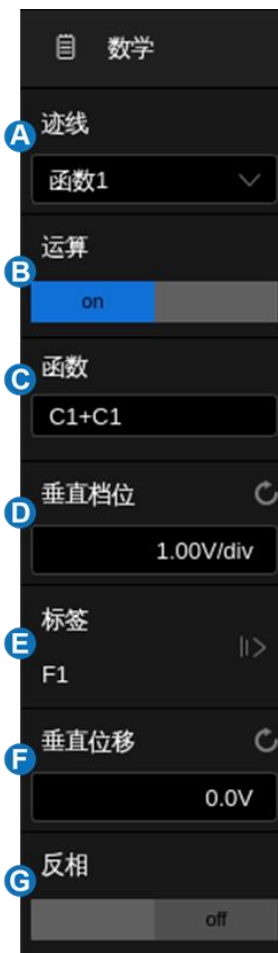 数学
A 迹线
函数1
B 运算
on
C 函数
C1+C1
D 垂直档位
1.00V/div
E 标签
F1
F 垂直位移
0.0V
G 反相
off